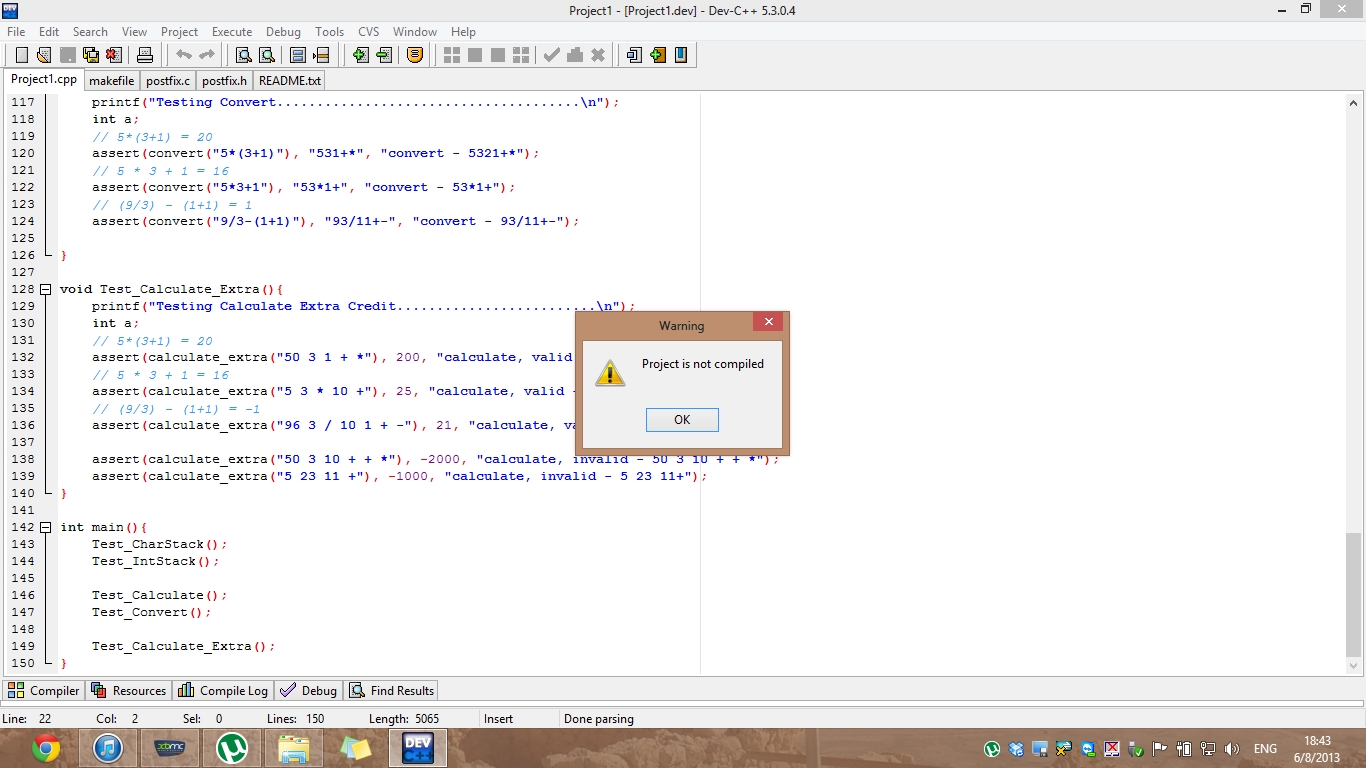 Project1 - [Project1.dev] - Dev-C++ 5.3.0.4
File Edit Search View Project Execute Debug Tools CVS Window Help
Project1.cpp makefile postfix.c postfix.h README.txt
117 printf("Testing Convert......................................\n");
118 int a;
119 // 5*(3+1) = 20
120 assert(convert("5*(3+1)"), "531+*", "convert - 5321+*");
121 // 5 * 3 + 1 = 16
122 assert(convert("5*3+1"), "53*1+", "convert - 53*1+");
123 // (9/3) - (1+1) = 1
124 assert(convert("9/3-(1+1)"), "93/11+-", "convert - 93/11+-");
125
126 }
127
128 void Test_Calculate_Extra(){
129 printf("Testing Calculate Extra Credit.........................\n");
130 int a;
131 // 5*(3+1) = 20
132 assert(calculate_extra("50 3 1 + *"), 200, "calculate, valid
133 // 5 * 3 + 1 = 16
134 assert(calculate_extra("5 3 * 10 +"), 25, "calculate, valid -
135 // (9/3) - (1+1) = -1
136 assert(calculate_extra("96 3 / 10 1 + -"), 21, "calculate, va
137
138 assert(calculate_extra("50 3 10 + + *"), -2000, "calculate, invalid - 50 3 10 + + *");
139 assert(calculate_extra("5 23 11 +"), -1000, "calculate, invalid - 5 23 11+");
140 }
141
142 int main(){
143 Test_CharStack();
144 Test_IntStack();
145
146 Test_Calculate();
147 Test_Convert();
148
149 Test_Calculate_Extra();
150 }
Warning
Project is not compiled
OK
Compiler Resources Compile Log Debug Find Results
Line: 22 Col: 2 Sel: 0 Lines: 150 Length: 5065 Insert Done parsing
xbmc
DEV C++
ENG
18:43
6/8/2013